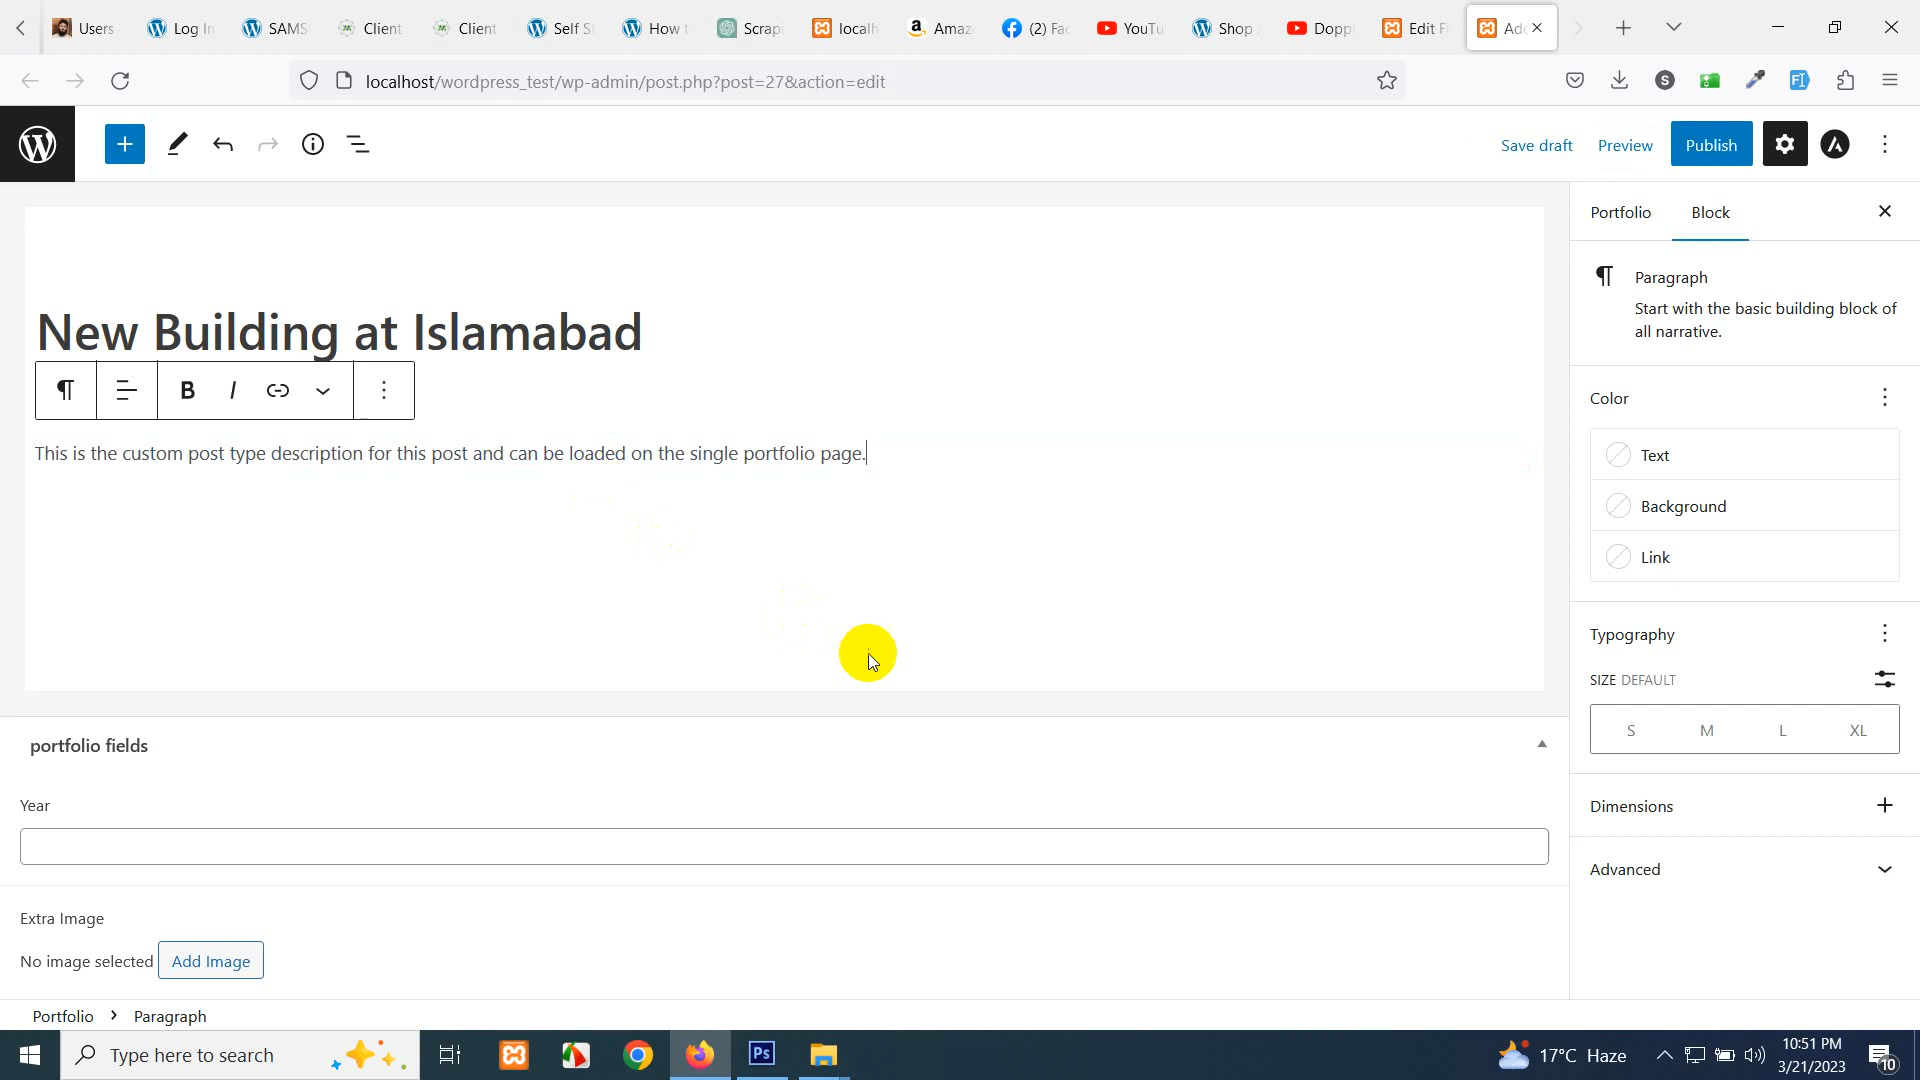 Users
Log In
SAMS
Client
Client
Self S
How t
Scrap
localh
Amaz
(2) Fac
YouTu
Shop
Dopp
Edit F
Add
localhost/wordpress_test/wp-admin/post.php?post=27&action=edit
Save draft
Preview
Publish
Portfolio
Block
Paragraph
Start with the basic building block of
all narrative.
New Building at Islamabad
B I
This is the custom post type description for this post and can be loaded on the single portfolio page.
Color
Text
Background
Link
Typography
SIZE DEFAULT
S M L XL
Dimensions
Advanced
portfolio fields
Year
Extra Image
No image selected
Add Image
Portfolio
Paragraph
Type here to search
Ps
17°C Haze
10:51 PM
3/21/2023
10